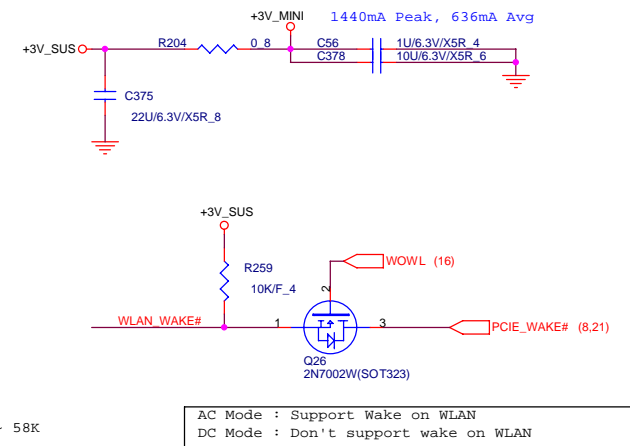 +3V_MINI
1440mA Peak, 636mA Avg
+3V_SUS
R204
0_8
C56
1U/6.3V/X5R_4
C378
10U/6.3V/X5R_6
C375
22U/6.3V/X5R_8
+3V_SUS
WOWL (16)
R259
10K/F_4
2
WLAN_WAKE#
1
3
PCIE_WAKE# (8,21)
Q26
2N7002W(SOT323)
58K
AC Mode : Support Wake on WLAN
DC Mode : Don't support wake on WLAN